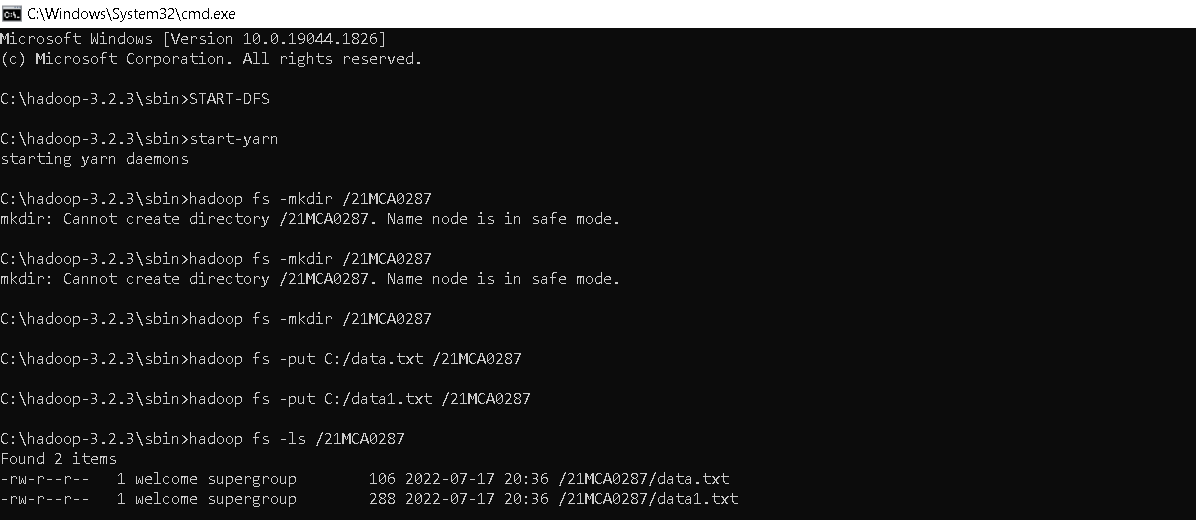 C:\Windows\System32\cmd.exe
Microsoft Windows [Version 10.0.19044.1826]
(c) Microsoft Corporation. All rights reserved.
C:\hadoop-3.2.3\sbin>START-DFS
C:\hadoop-3.2.3\sbin>start-yarn
starting yarn daemons
C:\hadoop-3.2.3\sbin>hadoop fs -mkdir /21MCA0287
mkdir: Cannot create directory /21MCA0287. Name node is in safe mode.
C:\hadoop-3.2.3\sbin>hadoop fs -mkdir /21MCA0287
mkdir: Cannot create directory /21MCA0287. Name node is in safe mode.
C:\hadoop-3.2.3\sbin>hadoop fs -mkdir /21MCA0287
C:\hadoop-3.2.3\sbin>hadoop fs -put C:/data.txt /21MCA0287
C:\hadoop-3.2.3\sbin>hadoop fs -put C:/data1.txt /21MCA0287
C:\hadoop-3.2.3\sbin>hadoop fs -ls /21MCA0287
Found 2 items
-rw-r--r--   1 welcome supergroup        106 2022-07-17 20:36 /21MCA0287/data.txt
-rw-r--r--   1 welcome supergroup        288 2022-07-17 20:36 /21MCA0287/data1.txt